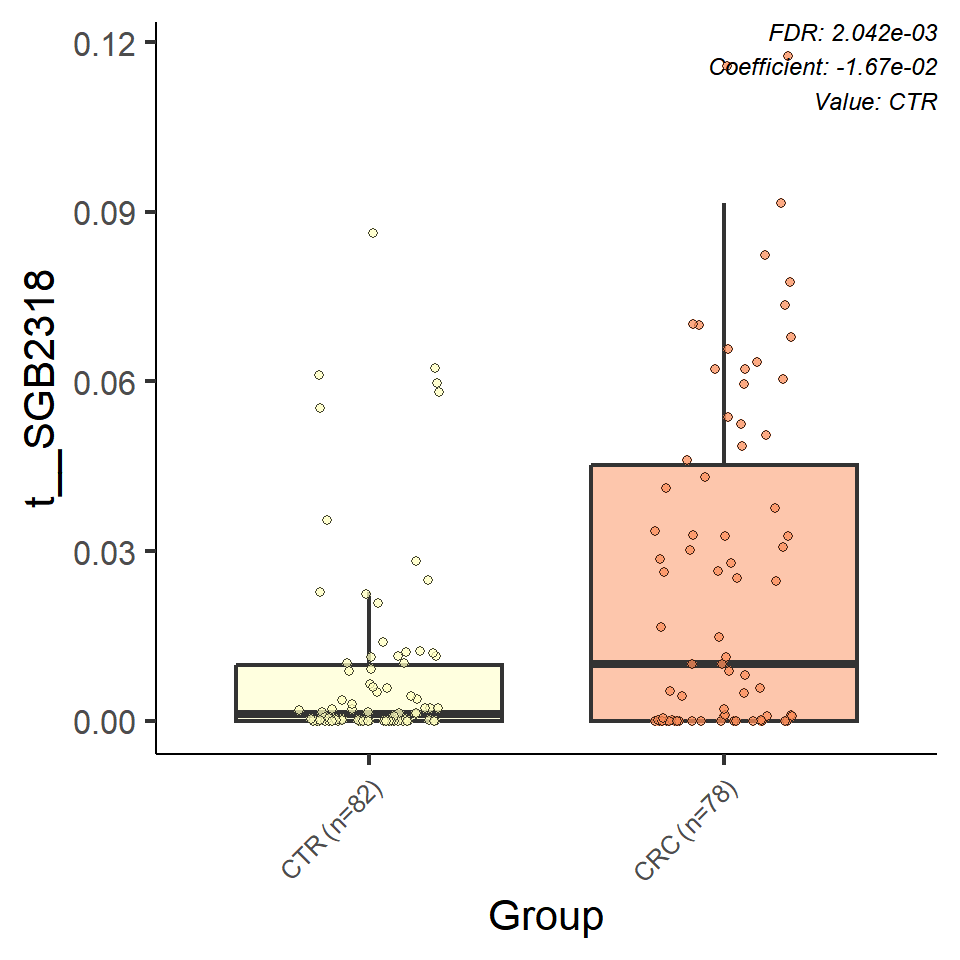 FDR: 2.042e-03
Coefficient: -1.67e-02
Value: CTR
0.12
0.09
0.06
0.03
0.00
t__SGB2318
CTR (n=82)
CRC (n=78)
Group